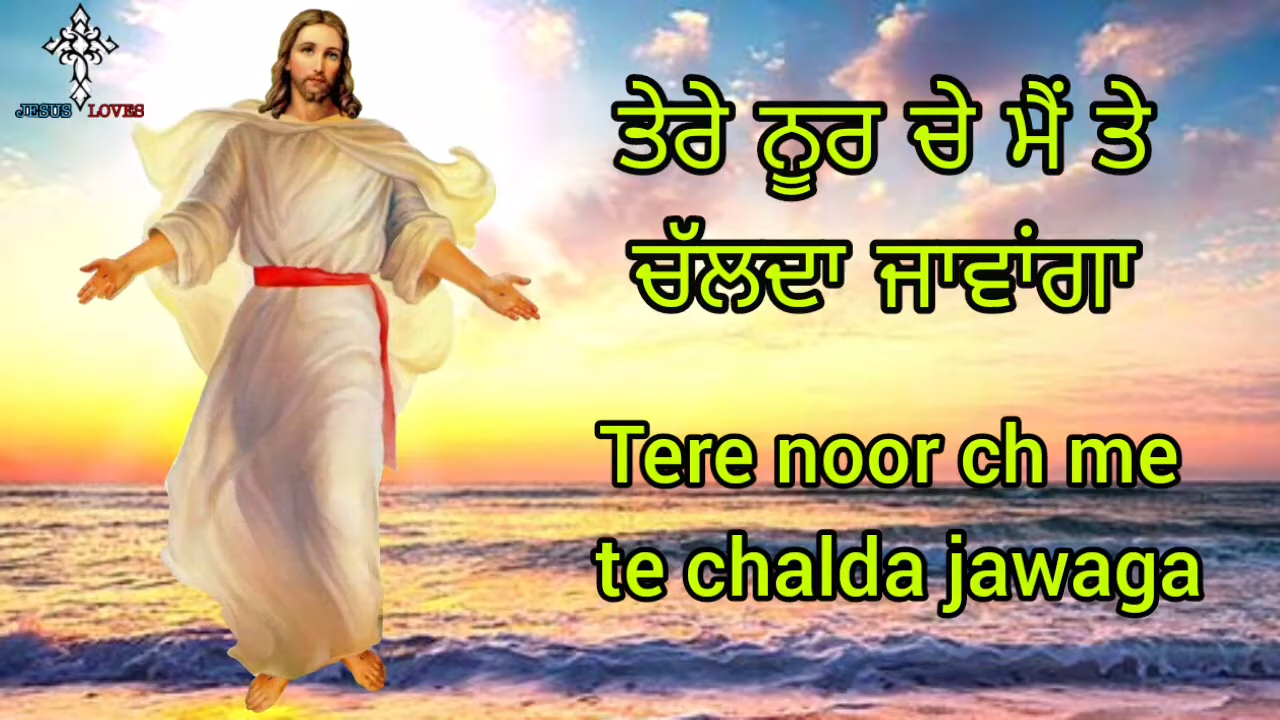 JESUS LOVES
ਤੇਰੇ ਨੂਰ ਚੇ ਮੈਂ ਤੇ
ਚੱਲਦਾ ਜਾਵਾਂਗਾ
Tere noor ch me
te chalda jawaga